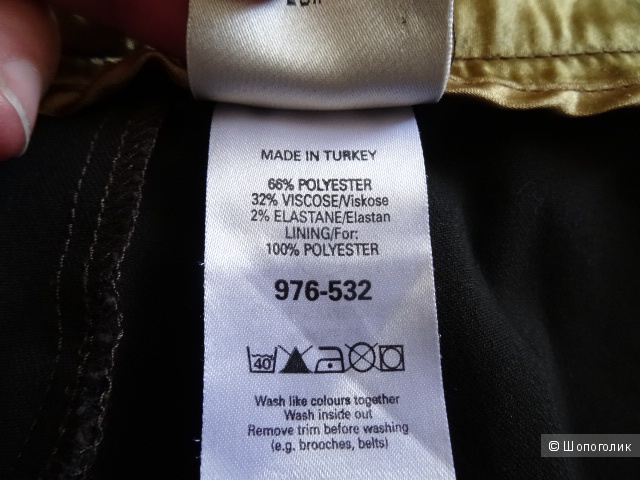 MADE IN TURKEY
66% POLYESTER
32% VISCOSE/Viskose
2% ELASTANE/Elastan
LINING/For:
100% POLYESTER
976-532
40
Wash like colours together
Wash inside out
Remove trim before washing
(e.g. brooches, belts)
© Шопоголик